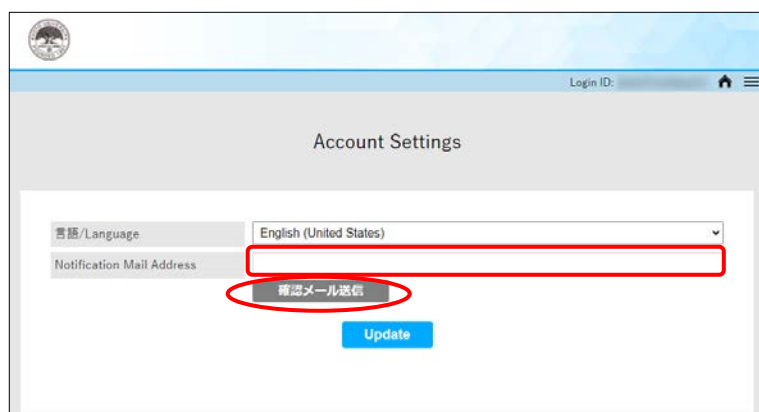 Login ID:
Account Settings
言語/Language
English (United States)
Notification Mail Address
確認メール送信
Update